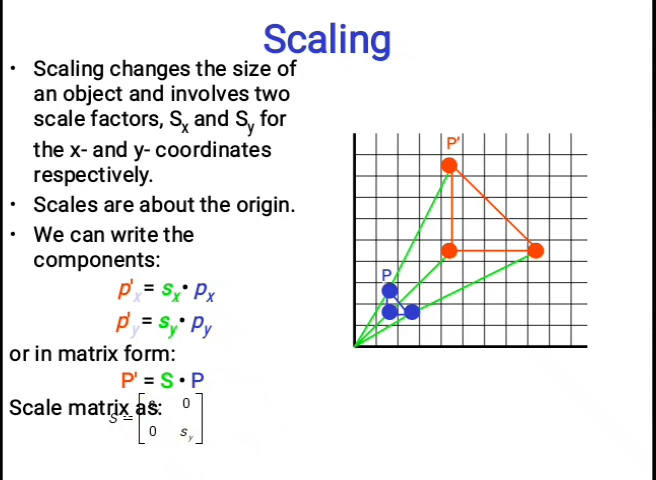 Scaling
• Scaling changes the size of
an object and involves two
scale factors, Sx and Sy for
the x- and y- coordinates
respectively.
• Scales are about the origin.
• We can write the
components:
p'x = sx• px
p'y = sy• py
or in matrix form:
P' = S • P
Scale matrix as:
S = 0
0 sy
P'
P